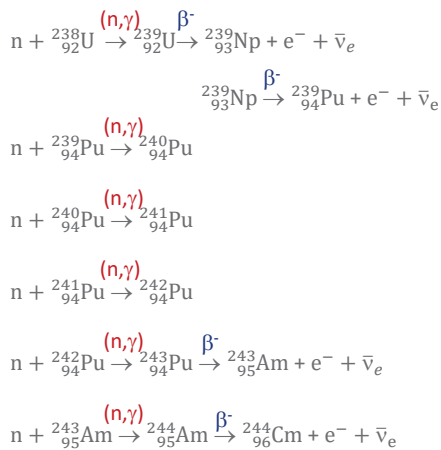 n + ²³⁸₉₂U (n,γ)→ ²³⁹₉₂U β⁻→ ²³⁹₉₃Np + e⁻ + ν̅ₑ
²³⁹₉₃Np β⁻→ ²³⁹₉₄Pu + e⁻ + ν̅ₑ
n + ²³⁹₉₄Pu (n,γ)→ ²⁴⁰₉₄Pu
n + ²⁴⁰₉₄Pu (n,γ)→ ²⁴¹₉₄Pu
n + ²⁴¹₉₄Pu (n,γ)→ ²⁴²₉₄Pu
n + ²⁴²₉₄Pu (n,γ)→ ²⁴³₉₄Pu β⁻→ ²⁴³₉₅Am + e⁻ + ν̅ₑ
n + ²⁴³₉₅Am (n,γ)→ ²⁴⁴₉₅Am β⁻→ ²⁴⁴₉₆Cm + e⁻ + ν̅ₑ